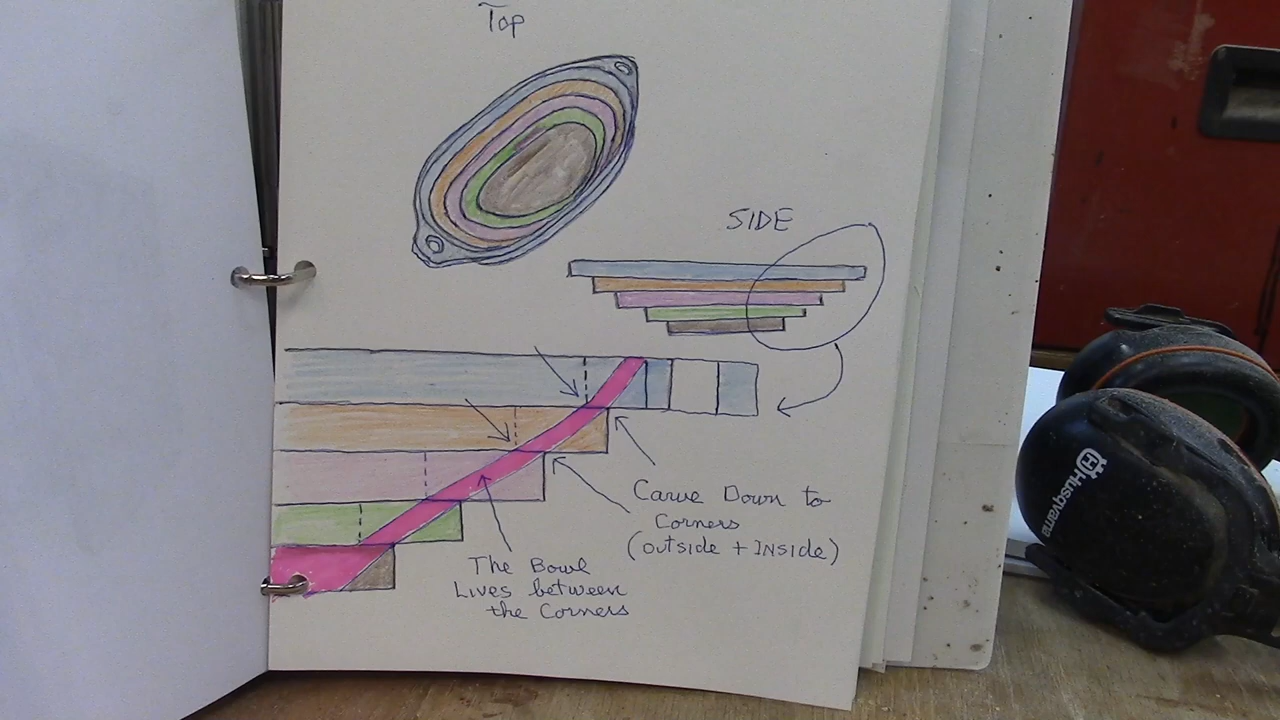 Top
SIDE
Carve Down to
Corners
(outside + INside)
The Bowl
Lives between
the Corners
Husqvarna